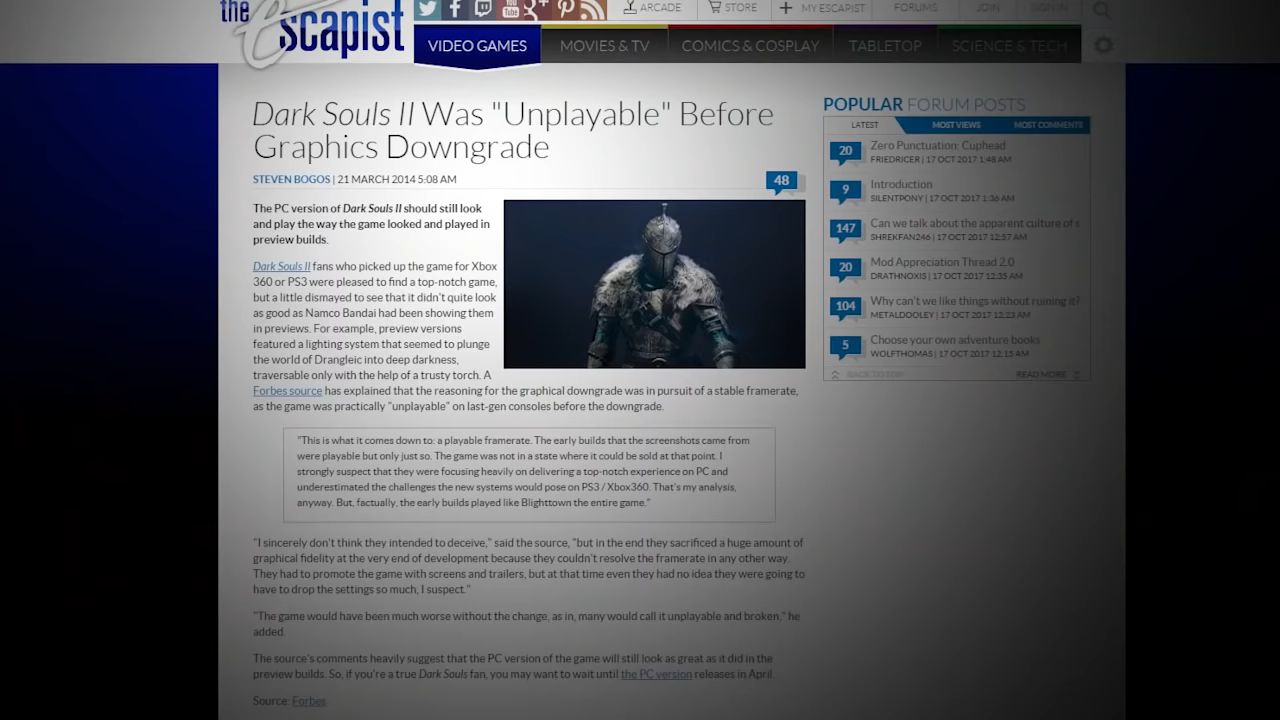 the Escapist
You Tube
g+
ARCADE
STORE
MY ESCAPIST
FORUMS
JOIN
SIGN IN
VIDEO GAMES
MOVIES & TV
COMICS & COSPLAY
TABLETOP
SCIENCE & TECH
Dark Souls II Was "Unplayable" Before
Graphics Downgrade
STEVEN BOGOS | 21 MARCH 2014 5:08 AM
48
The PC version of Dark Souls II should still look
and play the way the game looked and played in
preview builds.
Dark Souls II fans who picked up the game for Xbox
360 or PS3 were pleased to find a top-notch game,
but a little dismayed to see that it didn't quite look
as good as Namco Bandai had been showing them
in previews. For example, preview versions
featured a lighting system that seemed to plunge
the world of Drangleic into deep darkness,
traversable only with the help of a trusty torch. A
Forbes source has explained that the reasoning for the graphical downgrade was in pursuit of a stable framerate,
as the game was practically "unplayable" on last-gen consoles before the downgrade.
"This is what it comes down to: a playable framerate. The early builds that the screenshots came from
were playable but only just so. The game was not in a state where it could be sold at that point. I
strongly suspect that they were focusing heavily on delivering a top-notch experience on PC and
underestimated the challenges the new systems would pose on PS3 / Xbox360. That's my analysis,
anyway. But, factually, the early builds played like Blighttown the entire game."
"I sincerely don't think they intended to deceive," said the source, "but in the end they sacrificed a huge amount of
graphical fidelity at the very end of development because they couldn't resolve the framerate in any other way.
They had to promote the game with screens and trailers, but at that time even they had no idea they were going to
have to drop the settings so much, I suspect."
"The game would have been much worse without the change, as in, many would call it unplayable and broken," he
added.
The source's comments heavily suggest that the PC version of the game will still look as great as it did in the
preview builds. So, if you're a true Dark Souls fan, you may want to wait until the PC version releases in April.
Source: Forbes
POPULAR FORUM POSTS
LATEST
MOST VIEWS
MOST COMMENTS
20
Zero Punctuation: Cuphead
FRIEDRICER | 17 OCT 2017 1:48 AM
9
Introduction
SILENTPONY | 17 OCT 2017 1:36 AM
147
Can we talk about the apparent culture of s
SHREKFAN246 | 17 OCT 2017 12:57 AM
20
Mod Appreciation Thread 2.0
DRATHNOXIS | 17 OCT 2017 12:35 AM
104
Why can't we like things without ruining it?
METALDOOLEY | 17 OCT 2017 12:23 AM
5
Choose your own adventure books
WOLFTHOMAS | 17 OCT 2017 12:13 AM
BACK TO TOP
READ MORE